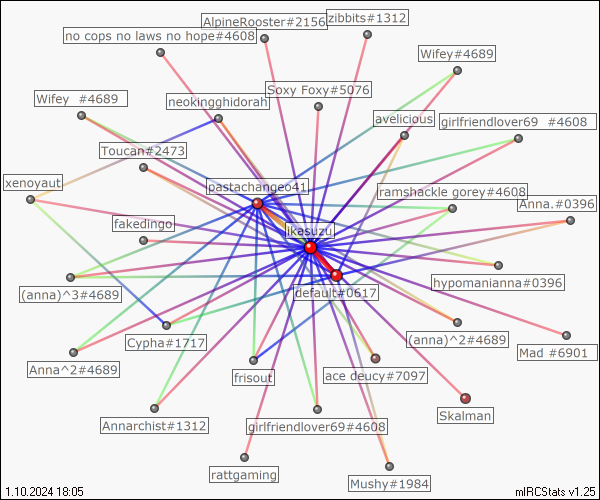 AlpineRooster#2156
zibbits#1312
no cops no laws no hope#4608
Wifey#4689
Soxy Foxy#5076
Wifey  #4689
neokingghidorah
avelicious
girlfriendlover69  #4608
Toucan#2473
xenoyaut
pastachangeo41
ramshackle gorey#4608
Anna.#0396
fakedingo
ikasuzu
(anna)^3#4689
default#0617
hypomanianna#0396
Cypha#1717
(anna)^2#4689
Mad #6901
Anna^2#4689
frisout
ace deucy#7097
Skalman
Annarchist#1312
girlfriendlover69#4608
rattgaming
Mushy#1984
1.10.2024 18:05
mIRCStats v1.25